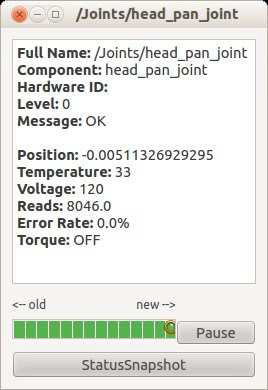 /Joints/head_pan_joint
Full Name: /Joints/head_pan_joint
Component: head_pan_joint
Hardware ID:
Level: 0
Message: OK
Position: -0.00511326929295
Temperature: 33
Voltage: 120
Reads: 8046.0
Error Rate: 0.0%
Torque: OFF
<-- old new -->
Pause
StatusSnapshot